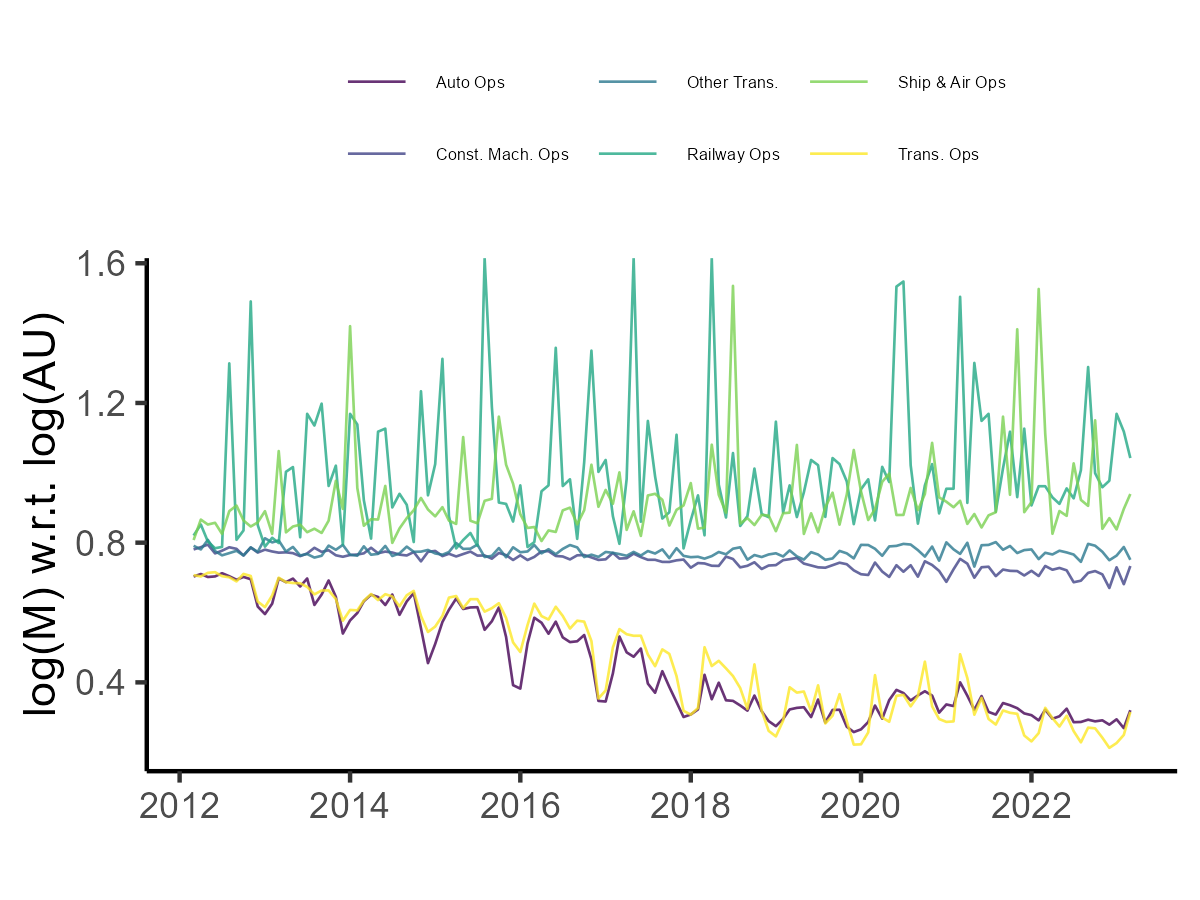 Auto Ops Other Trans. Ship & Air Ops
Const. Mach. Ops Railway Ops Trans. Ops
log(M) w.r.t. log(AU)
1.6
1.2
0.8
0.4
2012 2014 2016 2018 2020 2022